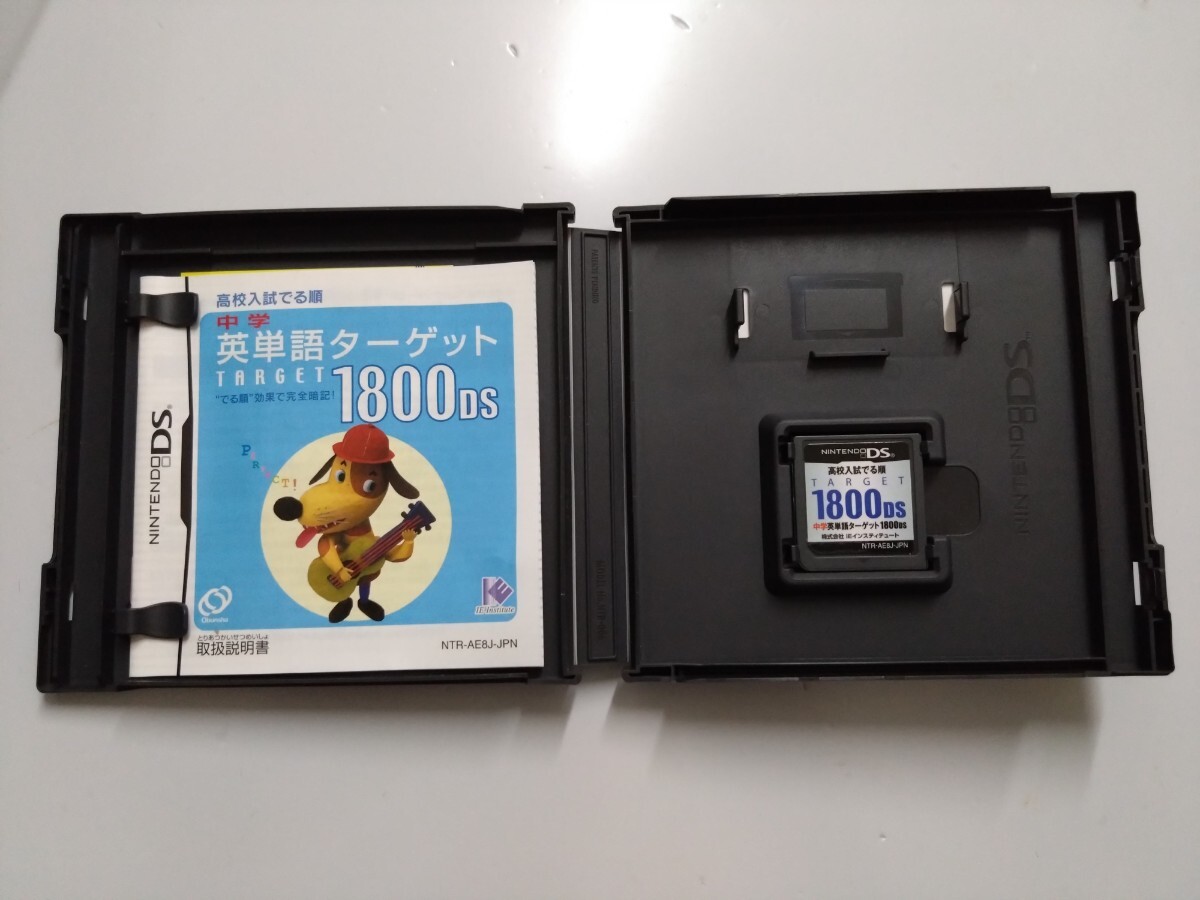 高校入試でる順
中学
英単語ターゲット
TARGET
1800DS
"でる順"効果で完全暗記!
NINTENDO DS®
Obunsha
IE Institute
とりあつかいせつめいしょ
取扱説明書
NTR-AE8J-JPN
NINTENDO DS™
NINTENDO DS®
高校入試でる順
TARGET
1800DS
中学英単語ターゲット1800DS
株式会社 IEインスティテュート
NTR-AE8J-JPN